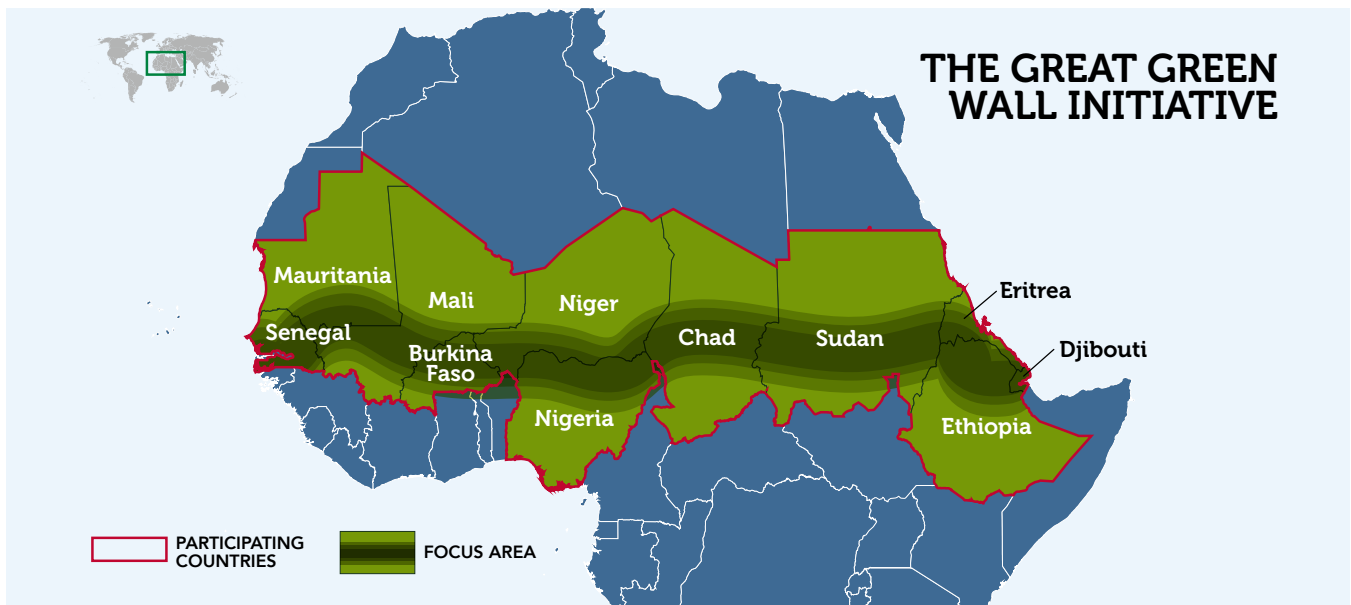 THE GREAT GREEN
WALL INITIATIVE
Mauritania
Mali
Niger
Eritrea
Senegal
Chad
Sudan
Djibouti
Burkina
Faso
Nigeria
Ethiopia
PARTICIPATING
COUNTRIES
FOCUS AREA